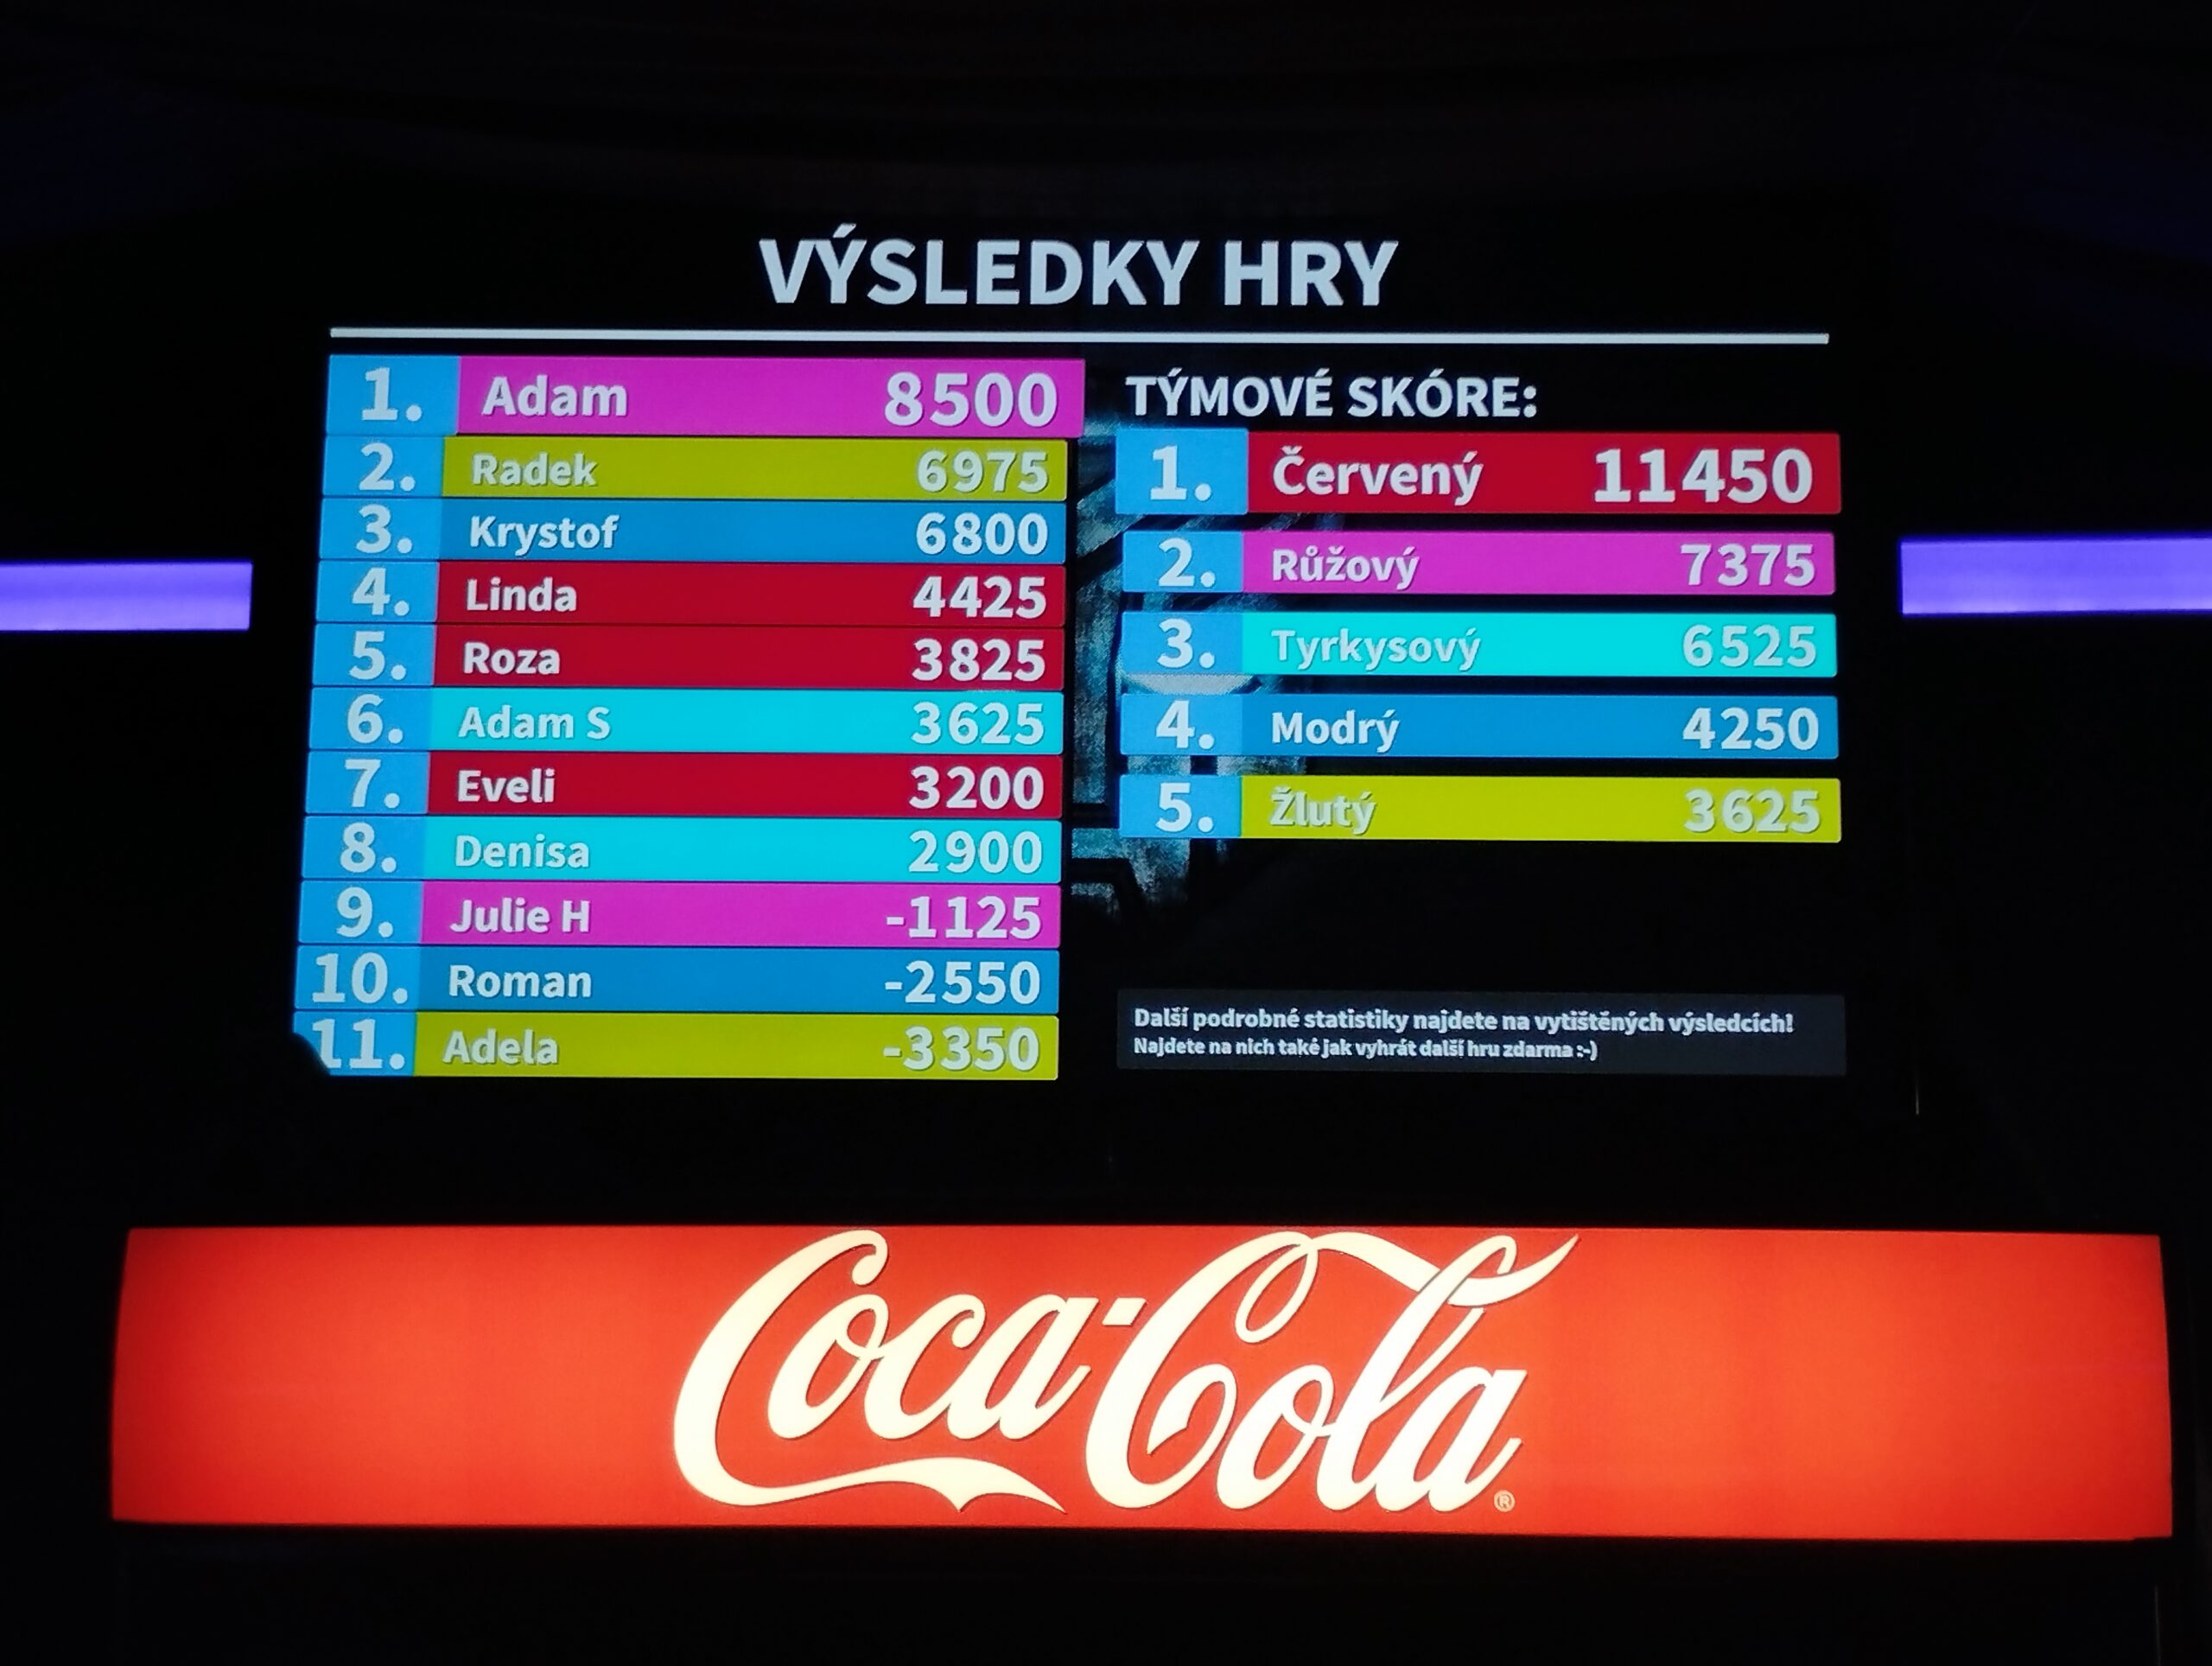 VÝSLEDKY HRY
1. Adam 8500
2. Radek 6975
3. Krystof 6800
4. Linda 4425
5. Roza 3825
6. Adam S 3625
7. Eveli 3200
8. Denisa 2900
9. Julie H -1125
10. Roman -2550
11. Adela -3350
TÝMOVÉ SKÓRE:
1. Červený 11450
2. Růžový 7375
3. Tyrkysový 6525
4. Modrý 4250
5. Žlutý 3625
Další podrobné statistiky najdete na vytištěných výsledcích!
Najdete na nich také jak vyhrát další hru zdarma :-)
Coca-Cola®